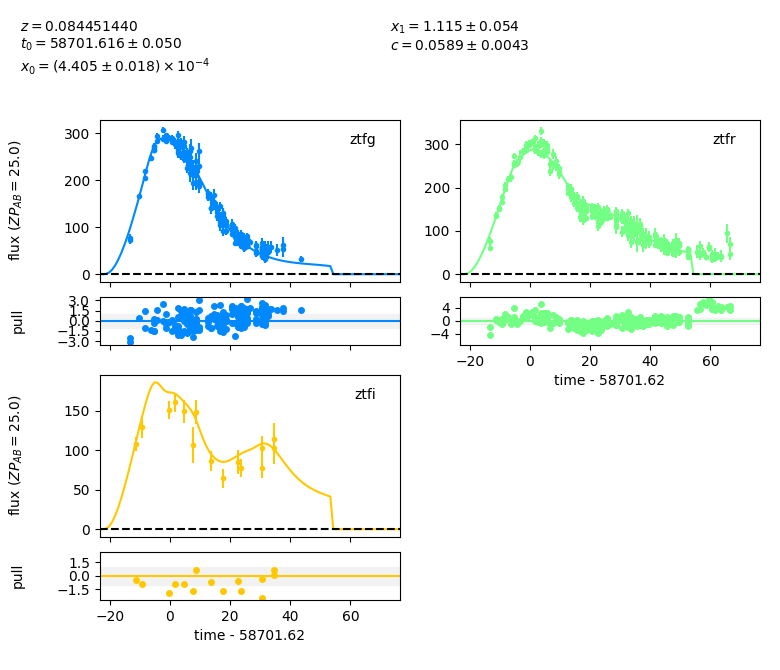 z = 0.084451440
t₀ = 58701.616 ± 0.050
x₀ = (4.405 ± 0.018) × 10⁻⁴
x₁ = 1.115 ± 0.054
c = 0.0589 ± 0.0043
flux (ZP_AB = 25.0)
300
200
100
0
ztfg
300
200
100
0
ztfr
pull
3.0
1.5
0.0
−1.5
−3.0
4
0
−4
−20 0 20 40 60
time - 58701.62
flux (ZP_AB = 25.0)
150
100
50
0
ztfi
pull
1.5
0.0
−1.5
−20 0 20 40 60
time - 58701.62